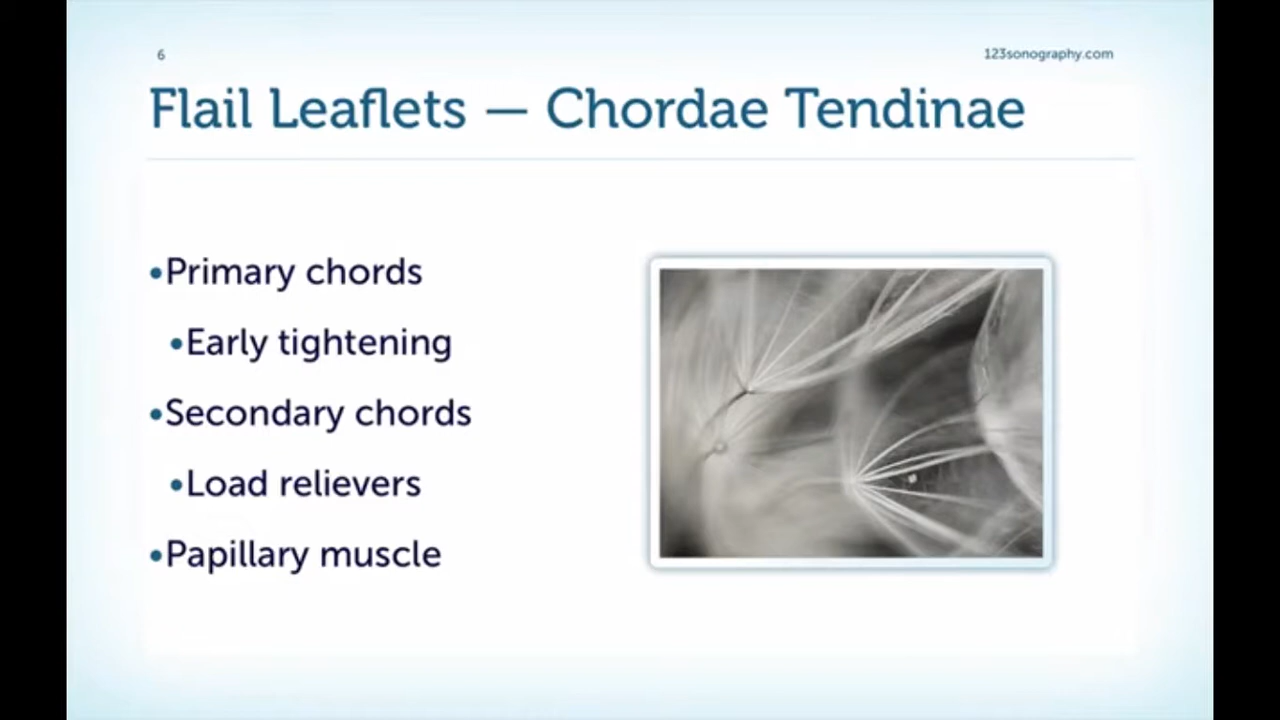 6
123sonography.com
Flail Leaflets — Chordae Tendinae
•Primary chords
•Early tightening
•Secondary chords
•Load relievers
•Papillary muscle